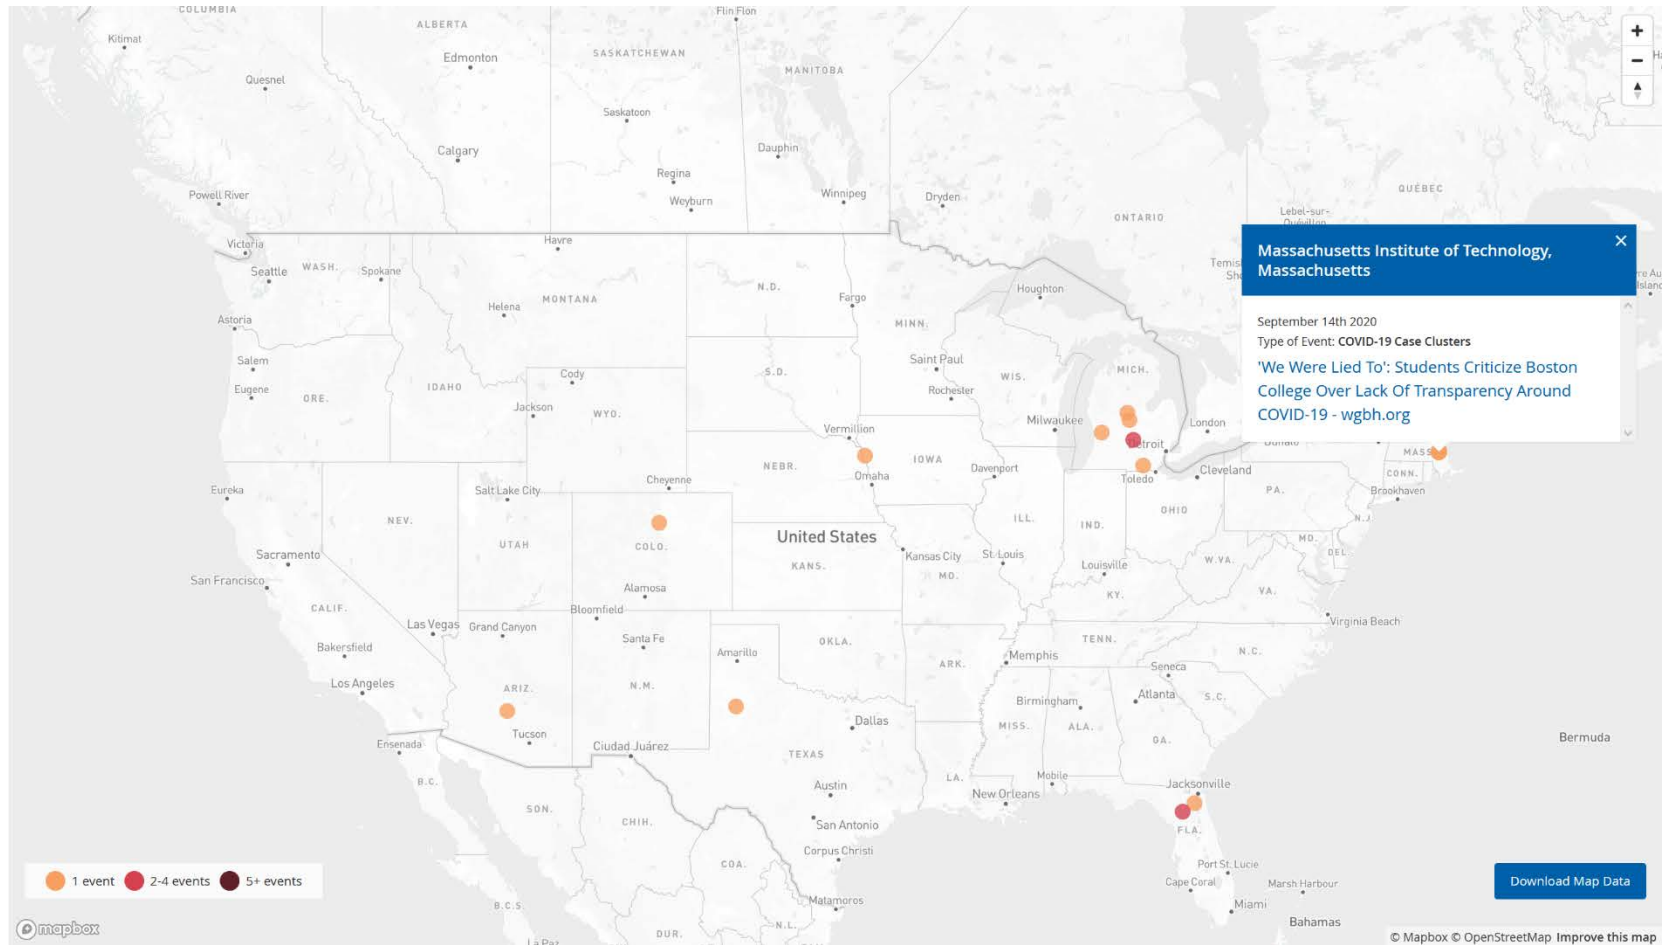 COLUMBIA
Flin Flon
ALBERTA
Kitimat
Edmonton
SASKATCHEWAN
MANITOBA
Quesnel
Saskatoon
Calgary
Dauphin
Regina
Winnipeg
QUÉBEC
Powell River
Weyburn
Dryden
ONTARIO
Lebel-sur-
Victoria
Havre
Seattle
WASH.
Spokane
N.D.
Houghton
Helena
MONTANA
Fargo
Astoria
MINN.
Salem
Saint Paul
Cody
S.D.
WIS.
MICH.
Eugene
IDAHO
Rochester
ORE.
Jackson
WYO.
Milwaukee
London
Vermillion
Detroit
IOWA
NEBR.
Davenport
Cleveland
MASS
CONN.
Omaha
Toledo
Cheyenne
Salt Lake City
Eureka
PA.
Brookhaven
OHIO
NEV.
ILL.
IND.
N.J.
United States
UTAH
COLO.
MD.
DEL.
Sacramento
Kansas City
St. Louis
W.VA.
KANS.
Louisville
San Francisco
MO.
Alamosa
KY.
VA.
CALIF.
Bloomfield
Las Vegas
Grand Canyon
Virginia Beach
Santa Fe
OKLA.
TENN.
Bakersfield
Amarillo
N.C.
Memphis
ARK.
Seneca
Los Angeles
ARIZ.
N.M.
Birmingham
Atlanta
S.C.
Dallas
MISS.
ALA.
Tucson
GA.
Bermuda
Ensenada
Ciudad Juárez
TEXAS
B.C.
LA.
Mobile
Austin
New Orleans
Jacksonville
SON.
CHIH.
San Antonio
FLA.
Corpus Christi
COA.
Port St. Lucie
Cape Coral
Marsh Harbour
Matamoros
Miami
B.C.S.
Bahamas
N.L.
DUR.
La Paz
Massachusetts Institute of Technology,
Massachusetts
September 14th 2020
Type of Event: COVID-19 Case Clusters
'We Were Lied To': Students Criticize Boston
College Over Lack Of Transparency Around
COVID-19 - wgbh.org
1 event 2-4 events 5+ events
Download Map Data
mapbox
© Mapbox © OpenStreetMap Improve this map